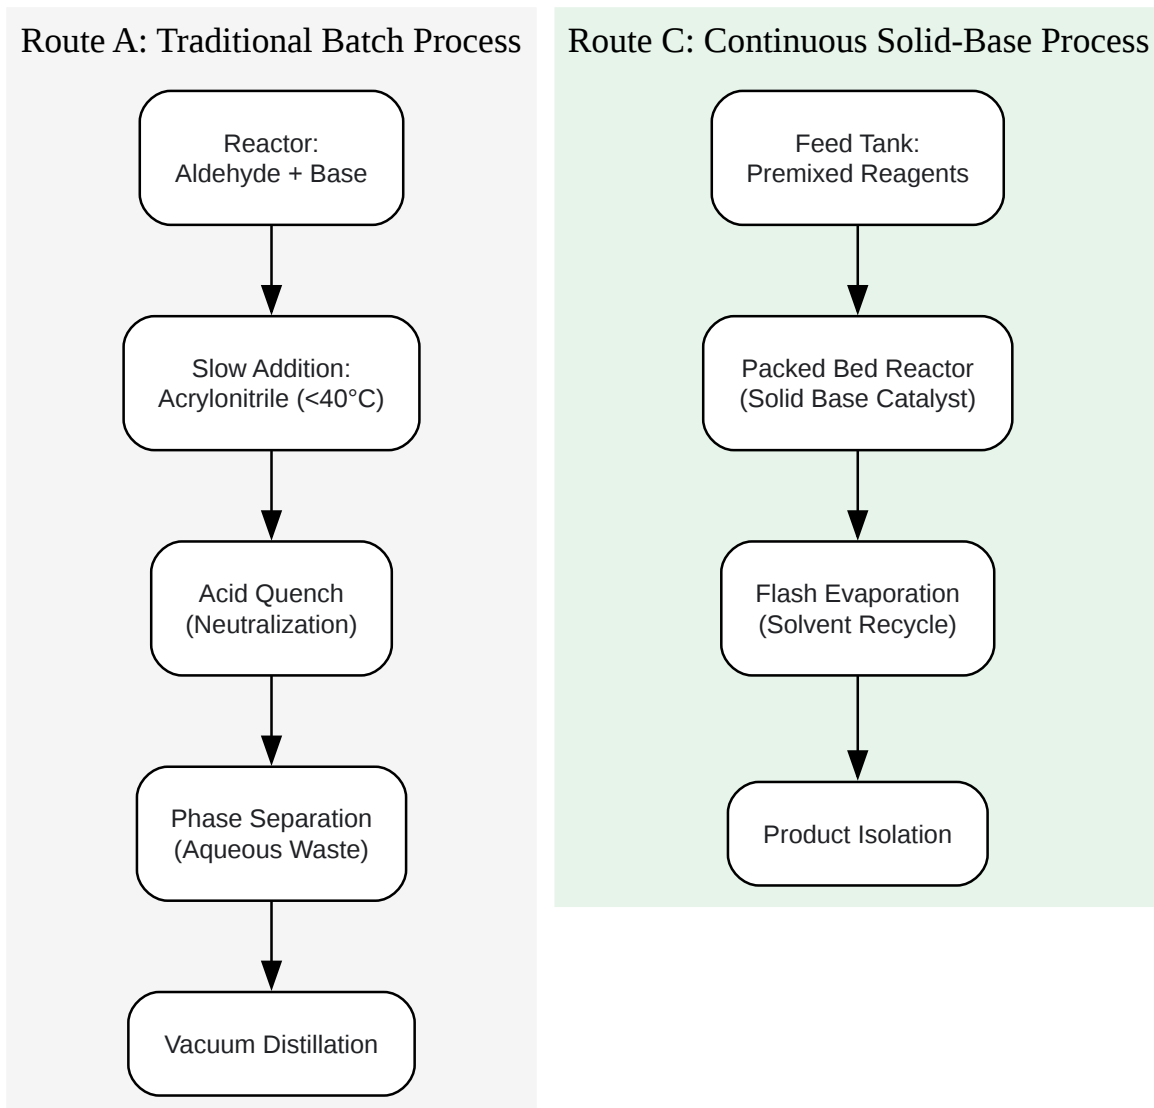 Route A: Traditional Batch Process
Reactor:
Aldehyde + Base
Slow Addition:
Acrylonitrile (<40°C)
Acid Quench
(Neutralization)
Phase Separation
(Aqueous Waste)
Vacuum Distillation
Route C: Continuous Solid-Base Process
Feed Tank:
Premixed Reagents
Packed Bed Reactor
(Solid Base Catalyst)
Flash Evaporation
(Solvent Recycle)
Product Isolation